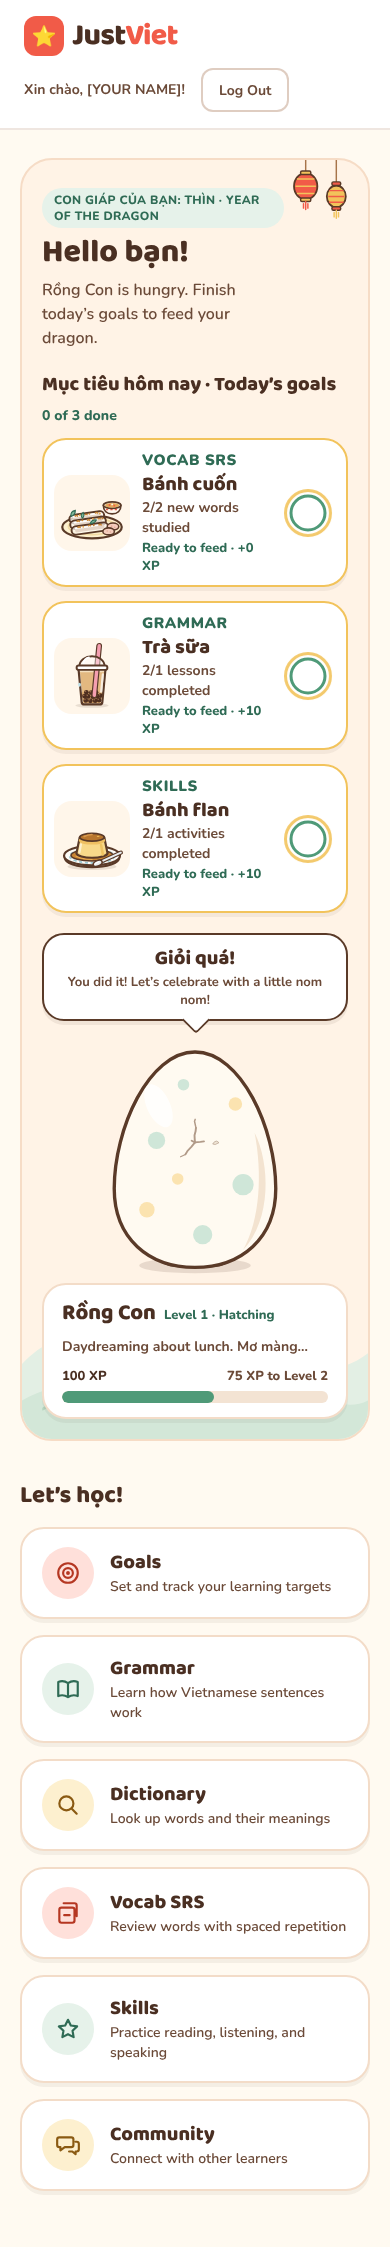 JustViet
Xin chào, [YOUR NAME]!
Log Out
CON GIÁP CỦA BẠN: THÌN · YEAR
OF THE DRAGON
Hello bạn!
Rồng Con is hungry. Finish
today's goals to feed your
dragon.
Mục tiêu hôm nay · Today's goals
0 of 3 done
VOCAB SRS
Bánh cuốn
2/2 new words
studied
Ready to feed · +0
XP
GRAMMAR
Trà sữa
2/1 lessons
completed
Ready to feed · +10
XP
SKILLS
Bánh flan
2/1 activities
completed
Ready to feed · +10
XP
Giỏi quá!
You did it! Let's celebrate with a little nom
nom!
Rồng Con Level 1 · Hatching
Daydreaming about lunch. Mơ màng...
100 XP 75 XP to Level 2
Let's học!
Goals
Set and track your learning targets
Grammar
Learn how Vietnamese sentences
work
Dictionary
Look up words and their meanings
Vocab SRS
Review words with spaced repetition
Skills
Practice reading, listening, and
speaking
Community
Connect with other learners